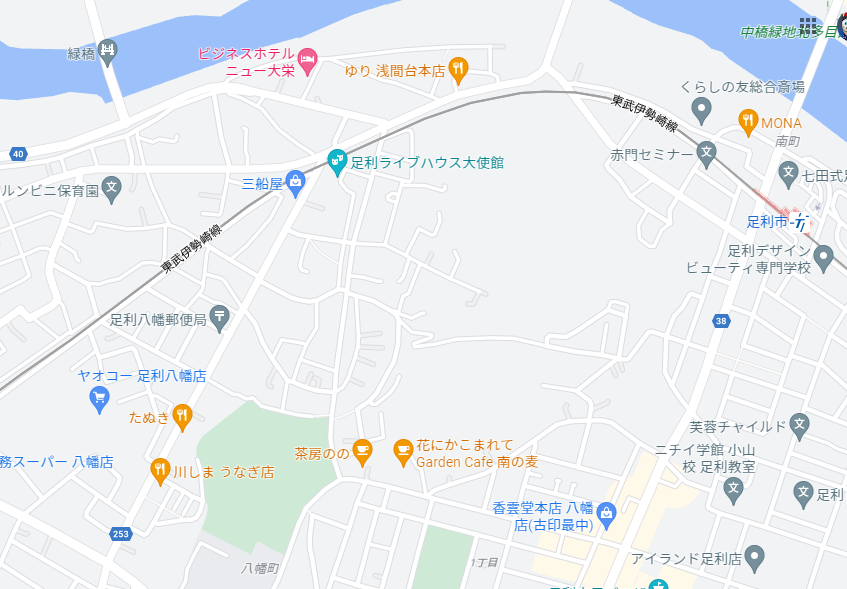 中橋緑地北多目
緑橋
ビジネスホテル
ニュー大栄
ゆり 浅間台本店
くらしの友総合斎場
東武伊勢崎線
MONA
南町
40
足利ライブハウス大使館
赤門セミナー
七田式足
ルンビニ保育園
三船屋
足利市
東武伊勢崎線
足利デザイン
ビューティ専門学校
足利八幡郵便局
38
ヤオコー 足利八幡店
たぬき
芙蓉チャイルド
務スーパー 八幡店
茶房のの
花にかこまれて
Garden Cafe 南の麦
ニチイ学館 小山
校 足利教室
川しま うなぎ店
足利
香雲堂本店 八幡
店(古印最中)
253
八幡町
1丁目
アイランド足利店